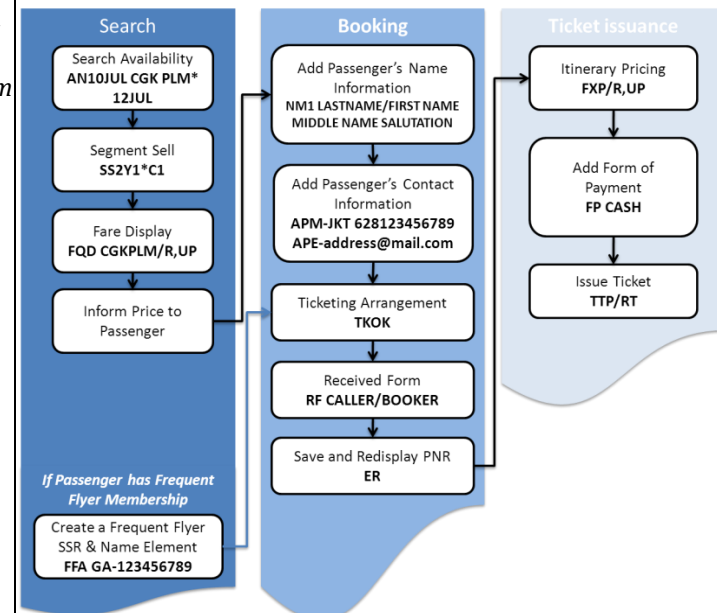 m
Search
Search Availability
AN10JUL CGK PLM*
12JUL
Segment Sell
SS2Y1*C1
Fare Display
FQD CGKPLM/R,UP
Inform Price to
Passenger
If Passenger has Frequent
Flyer Membership
Create a Frequent Flyer
SSR & Name Element
FFA GA-123456789
Booking
Add Passenger's Name
Information
NM1 LASTNAME/FIRST NAME
MIDDLE NAME SALUTATION
Add Passenger's Contact
Information
APM-JKT 628123456789
APE-address@mail.com
Ticketing Arrangement
TKOK
Received Form
RF CALLER/BOOKER
Save and Redisplay PNR
ER
Ticket issuance
Itinerary Pricing
FXP/R,UP
Add Form of
Payment
FP CASH
Issue Ticket
TTP/RT